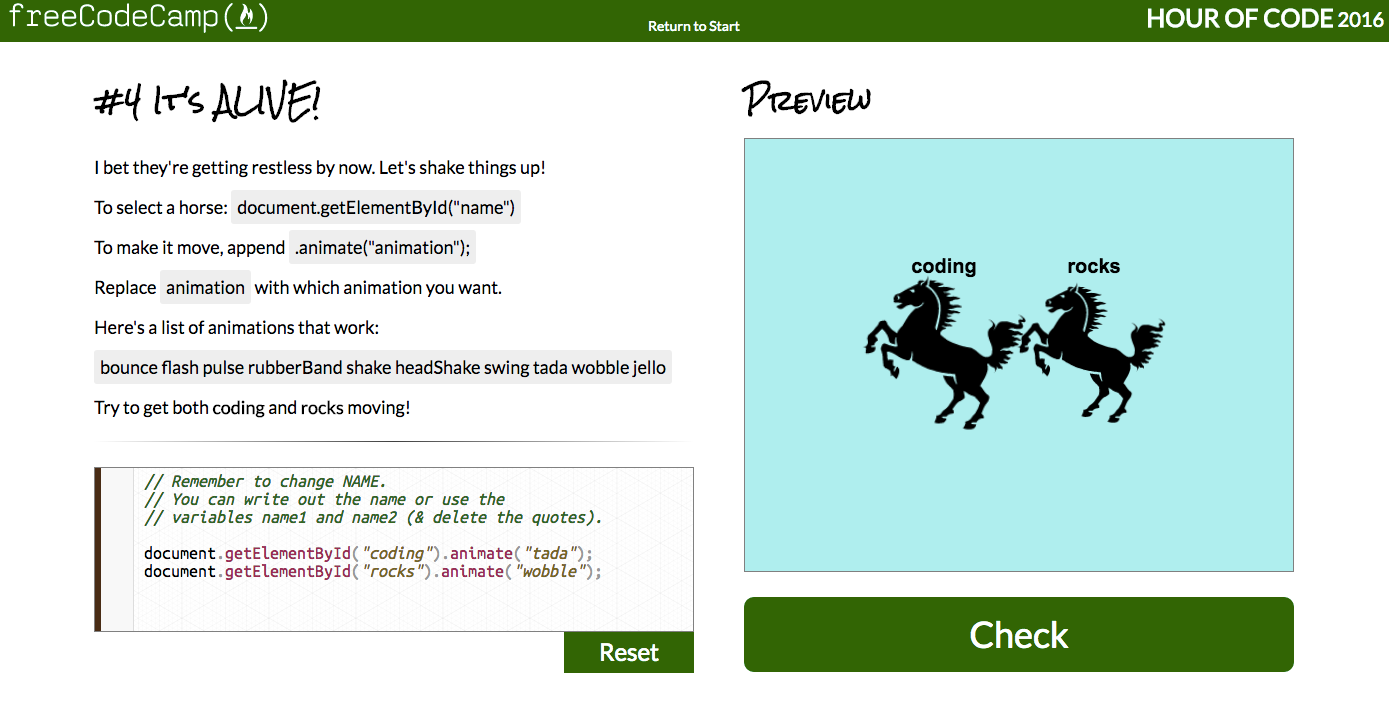 freeCodeCamp(🔥)
Return to Start
HOUR OF CODE 2016
#4 It's ALIVE!
I bet they're getting restless by now. Let's shake things up!
To select a horse: document.getElementById("name")
To make it move, append .animate("animation");
Replace animation with which animation you want.
Here's a list of animations that work:
bounce flash pulse rubberBand shake headShake swing tada wobble jello
Try to get both coding and rocks moving!
// Remember to change NAME.
// You can write out the name or use the
// variables name1 and name2 (& delete the quotes).
document.getElementById("coding").animate("tada");
document.getElementById("rocks").animate("wobble");
Reset
Preview
coding rocks
Check